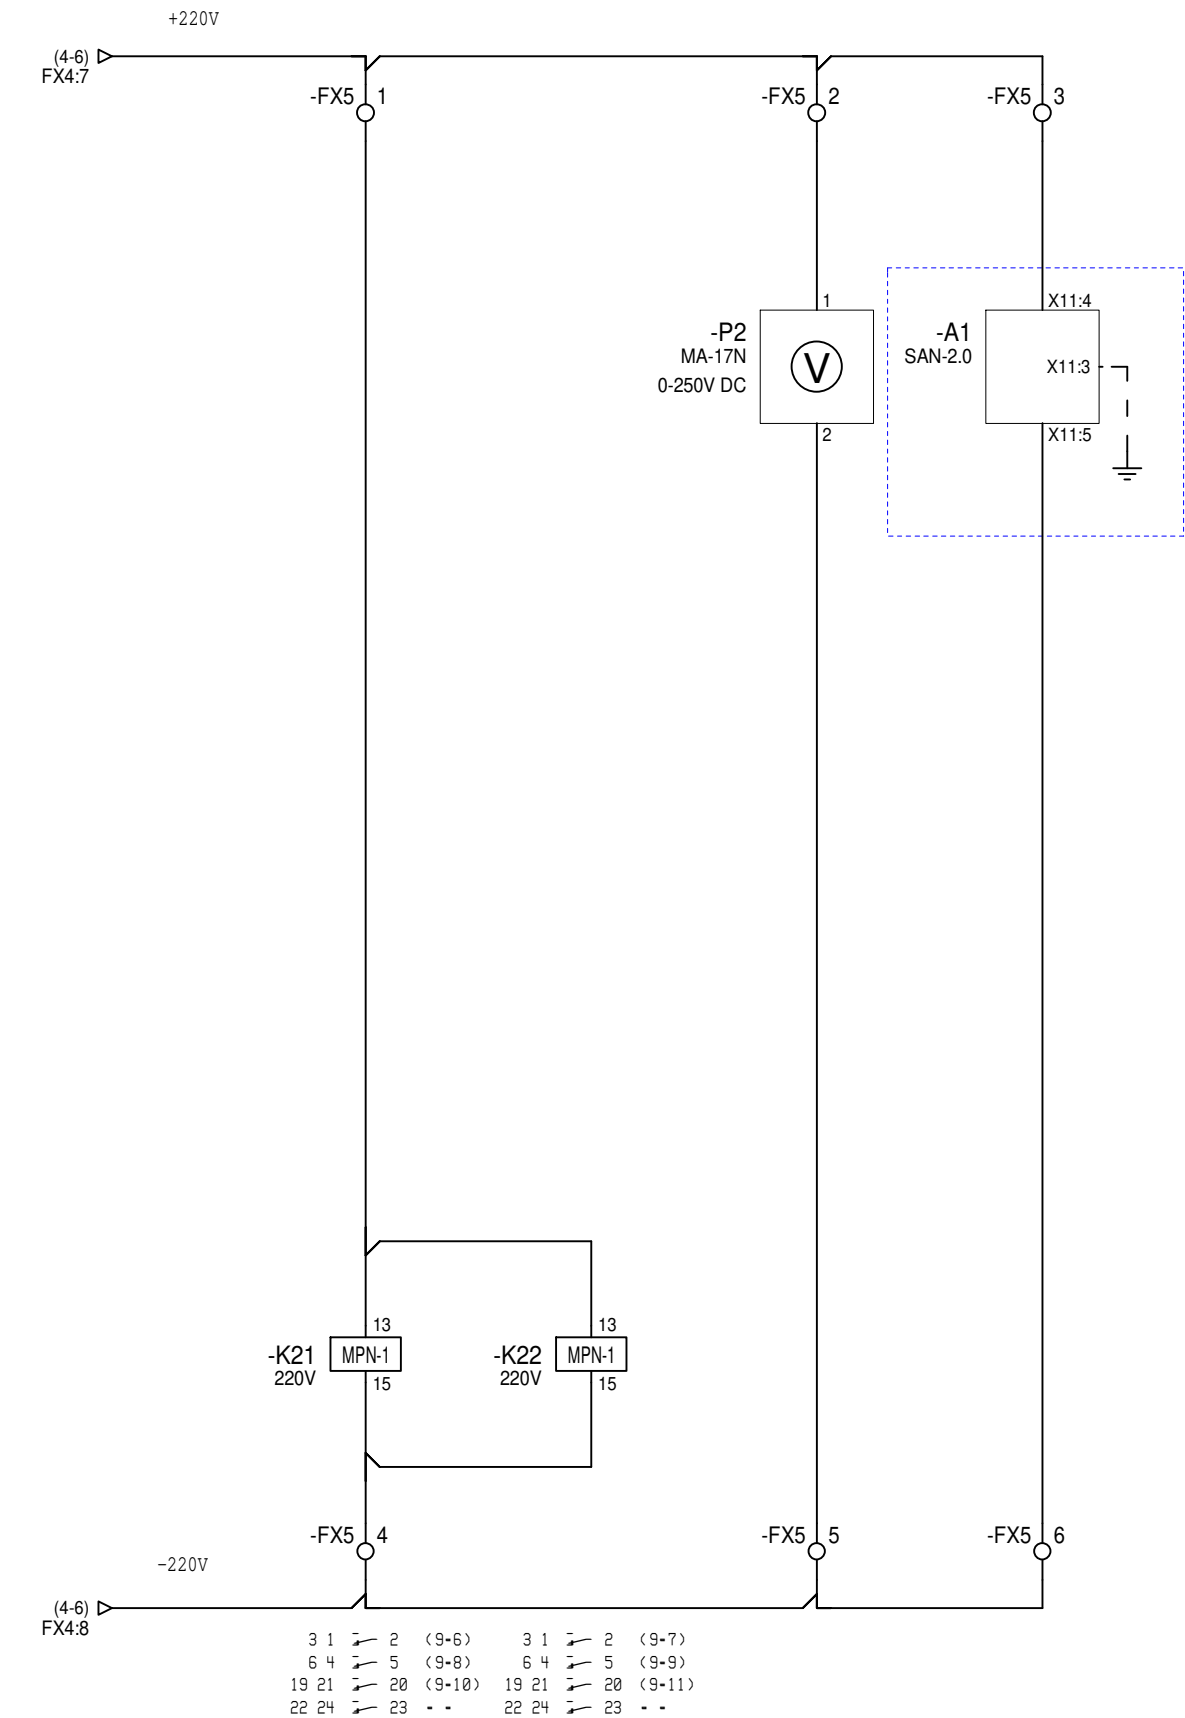 +220V
(4-6)
FX4:7
-FX5 1
-FX5 2
-FX5 3
1
X11:4
-P2
MA-17N
0-250V DC
V
-A1
SAN-2.0
X11:3
2
X11:5
13
13
-K21
220V
MPN-1
-K22
220V
MPN-1
15
15
-FX5 4
-FX5 5
-FX5 6
-220V
(4-6)
FX4:8
3 1 2 (9-6) 3 1 2 (9-7)
6 4 5 (9-8) 6 4 5 (9-9)
19 21 20 (9-10) 19 21 20 (9-11)
22 24 23 - - 22 24 23 - -